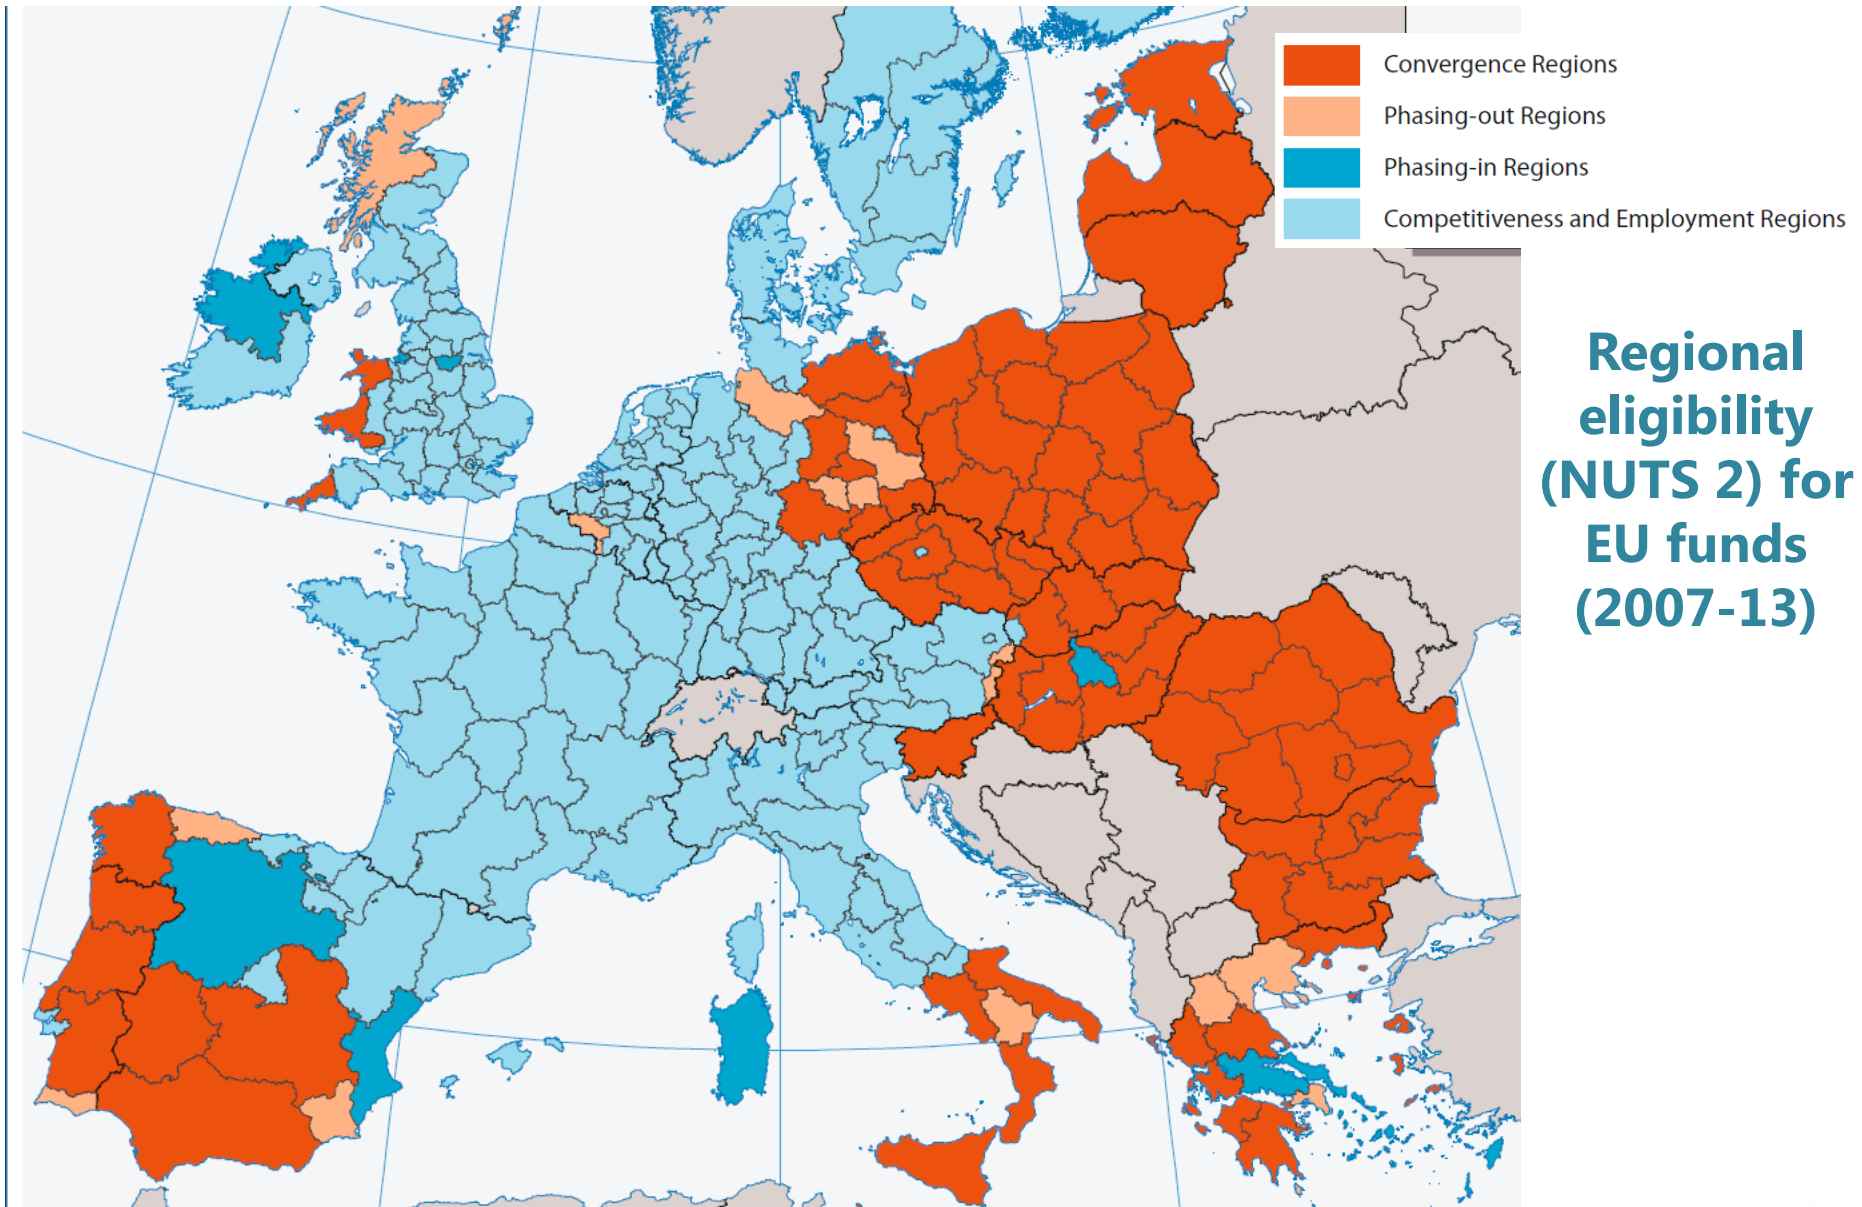 Convergence Regions
Phasing-out Regions
Phasing-in Regions
Competitiveness and Employment Regions
Regional
eligibility
(NUTS 2) for
EU funds
(2007-13)